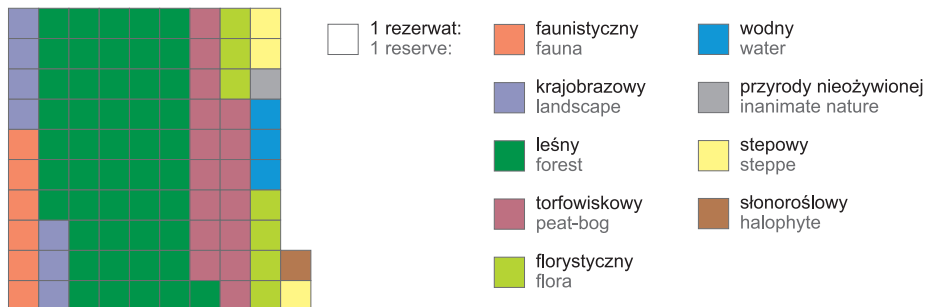 1 rezerwat:
1 reserve:
faunistyczny
fauna
krajobrazowy
landscape
leśny
forest
torfowiskowy
peat-bog
florystyczny
flora
wodny
water
przyrody nieożywionej
inanimate nature
stepowy
steppe
słonoroślowy
halophyte